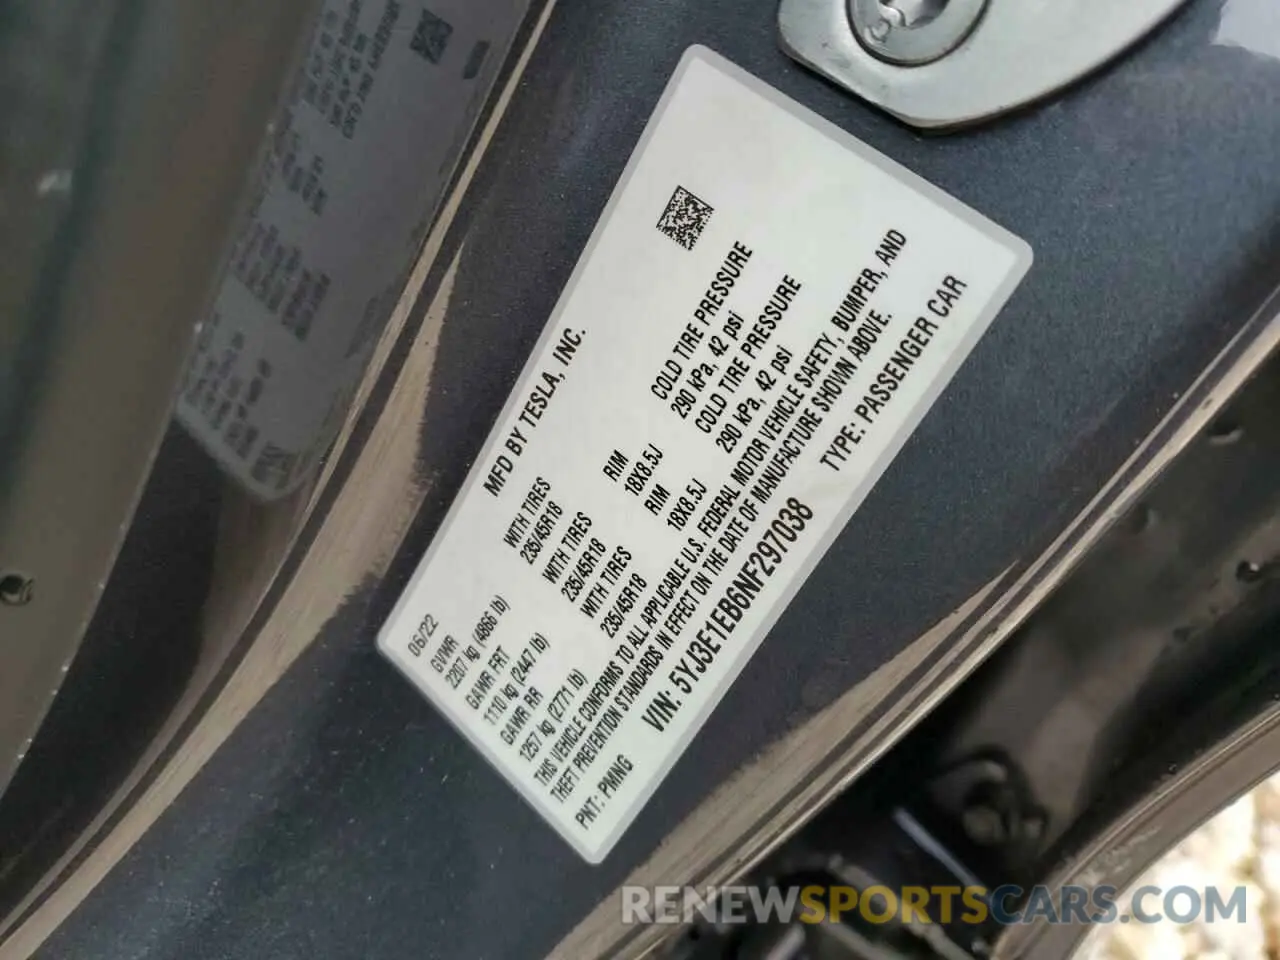 MFD BY TESLA, INC.
06/22
GVWR
2207 kg (4866 lb)
GAWR FRT
1110 kg (2447 lb)
GAWR RR
1257 kg (2771 lb)
WITH TIRES
235/45R18
WITH TIRES
235/45R18
WITH TIRES
235/45R18
RIM
18X8.5J
RIM
18X8.5J
COLD TIRE PRESSURE
290 kPa, 42 psi
COLD TIRE PRESSURE
290 kPa, 42 psi
THIS VEHICLE CONFORMS TO ALL APPLICABLE U.S. FEDERAL MOTOR VEHICLE SAFETY, BUMPER, AND
THEFT PREVENTION STANDARDS IN EFFECT ON THE DATE OF MANUFACTURE SHOWN ABOVE.
PNT: PMNG
VIN: 5YJ3E1EB6NF297038
TYPE: PASSENGER CAR
RENEWSPORTSCARS.COM